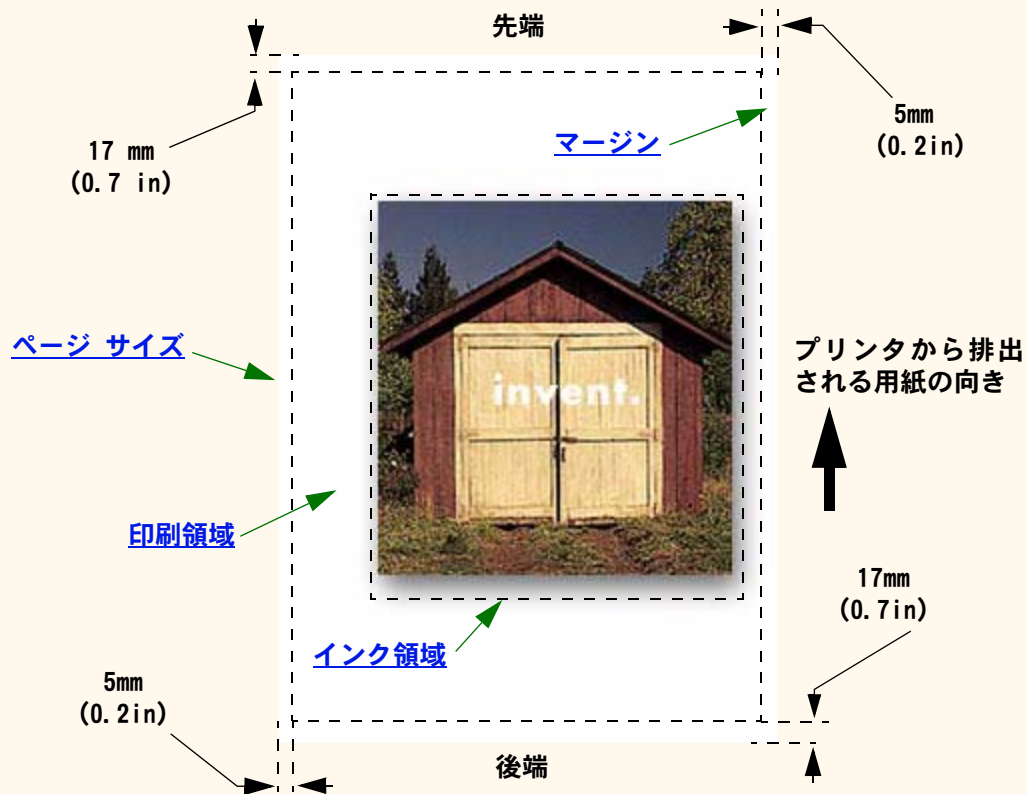 先端
5mm
(0.2in)
17 mm
(0.7 in)
マージン
ページ サイズ
invent.
プリンタから排出
される用紙の向き
印刷領域
17mm
(0.7in)
インク領域
5mm
(0.2in)
後端